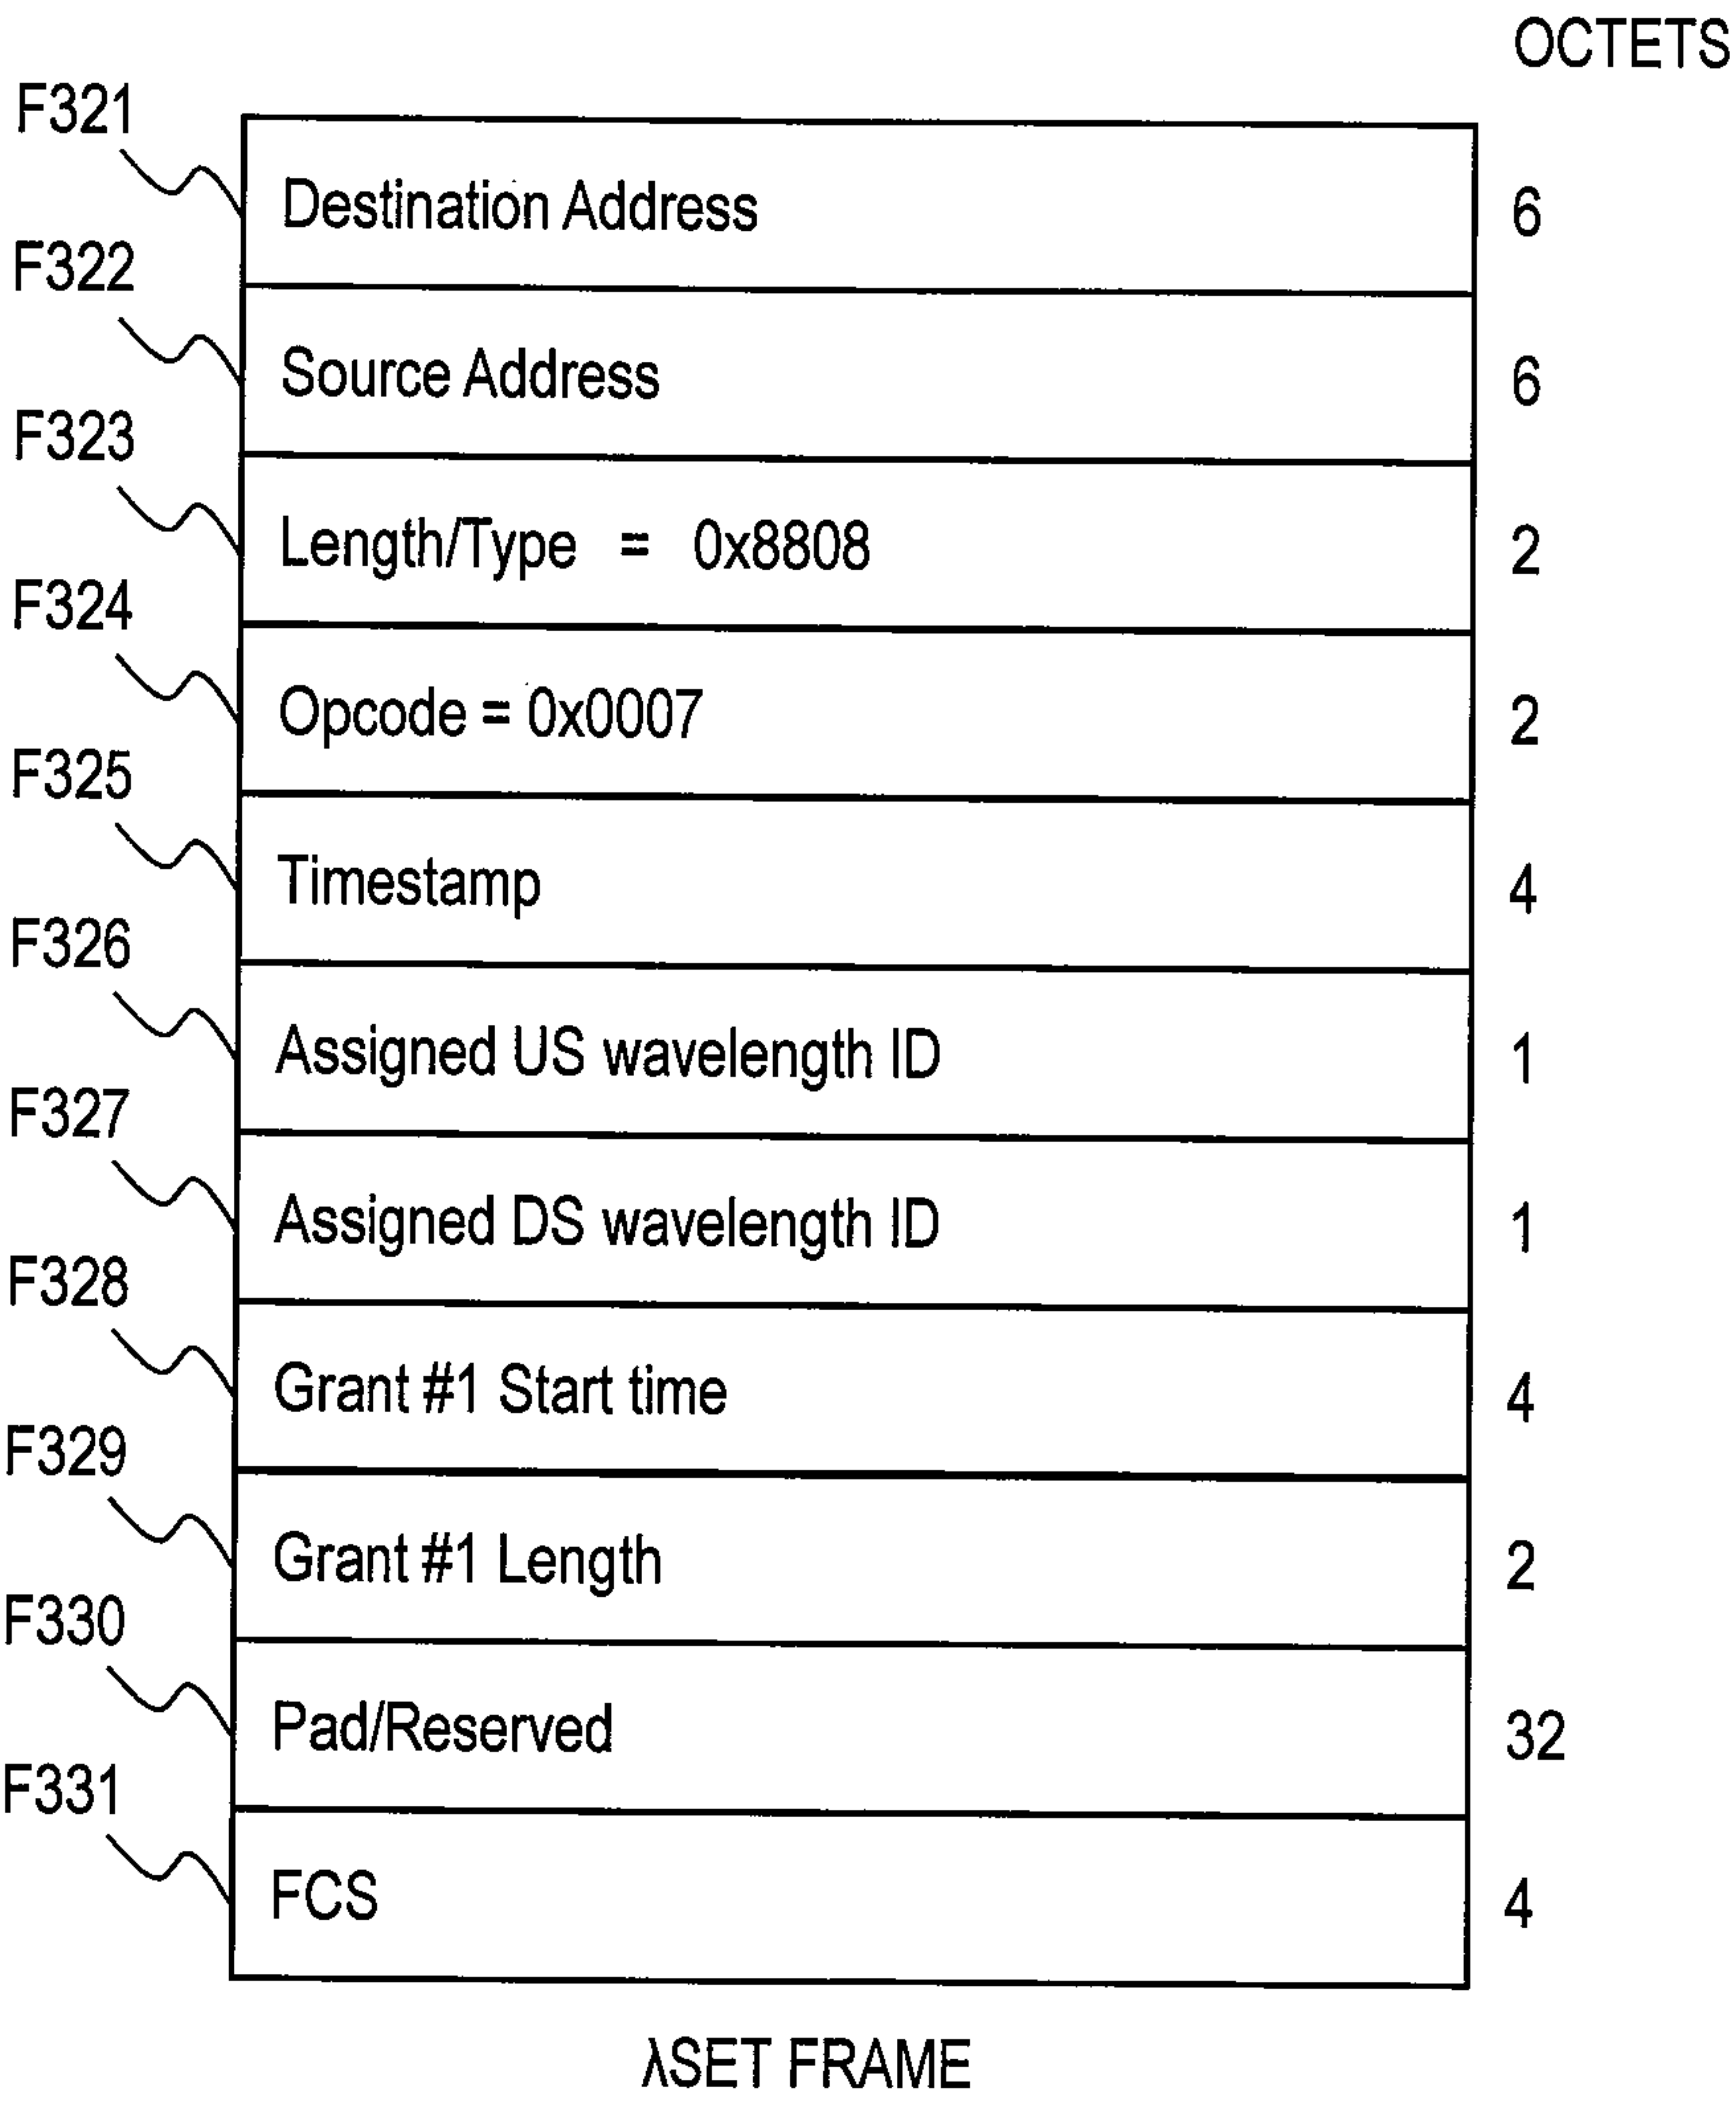 OCTETS
F321
Destination Address 6
F322
Source Address 6
F323
Length/Type = 0x8808 2
F324
Opcode = 0x0007 2
F325
Timestamp 4
F326
Assigned US wavelength ID 1
F327
Assigned DS wavelength ID 1
F328
Grant #1 Start time 4
F329
Grant #1 Length 2
F330
Pad/Reserved 32
F331
FCS 4
λSET FRAME